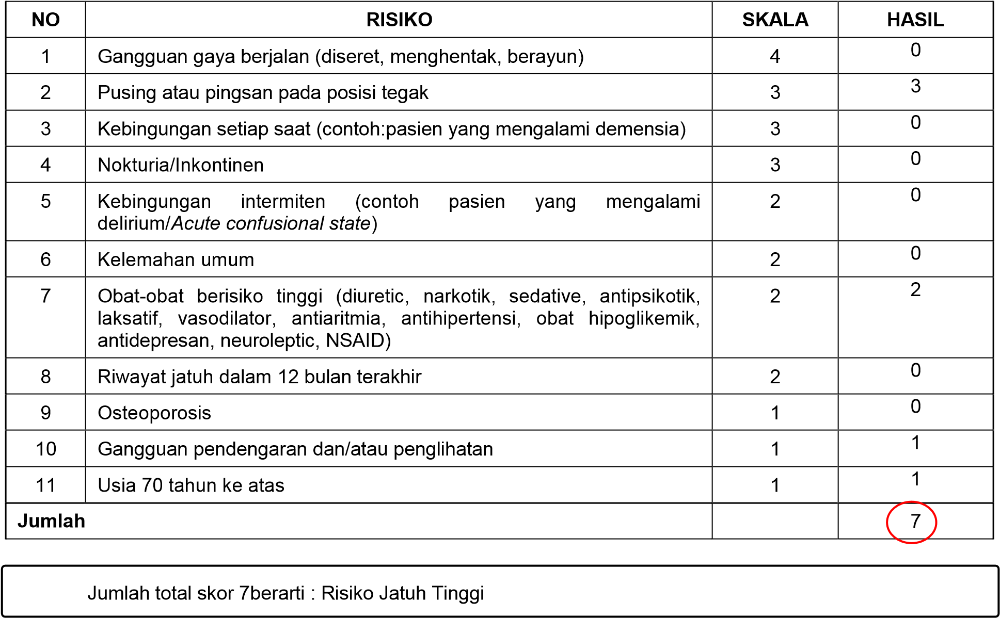 NO RISIKO SKALA HASIL
1 Gangguan gaya berjalan (diseret, menghentak, berayun) 4 0
2 Pusing atau pingsan pada posisi tegak 3 3
3 Kebingungan setiap saat (contoh:pasien yang mengalami demensia) 3 0
4 Nokturia/Inkontinen 3 0
5 Kebingungan intermiten (contoh pasien yang mengalami 2 0
delirium/Acute confusional state)
6 Kelemahan umum 2 0
7 Obat-obat berisiko tinggi (diuretic, narkotik, sedative, antipsikotik, 2 2
laksatif, vasodilator, antiaritmia, antihipertensi, obat hipoglikemik,
antidepresan, neuroleptic, NSAID)
8 Riwayat jatuh dalam 12 bulan terakhir 2 0
9 Osteoporosis 1 0
10 Gangguan pendengaran dan/atau penglihatan 1 1
11 Usia 70 tahun ke atas 1 1
Jumlah 7
Jumlah total skor 7berarti : Risiko Jatuh Tinggi